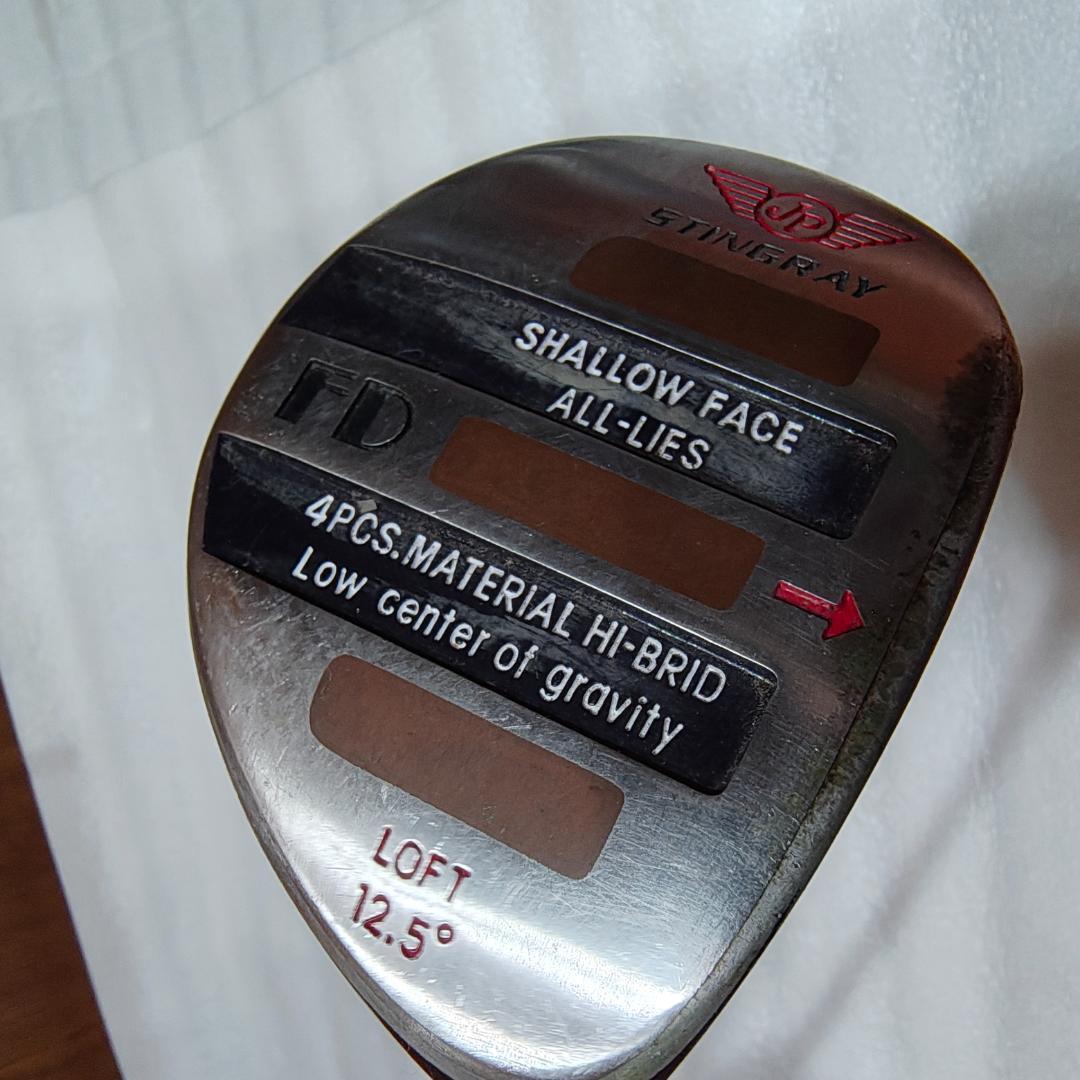 JP
STINGRAY
SHALLOW FACE
ALL-LIES
FD
4PCS.MATERIAL HI-BRID
Low center of gravity
LOFT
12.5°